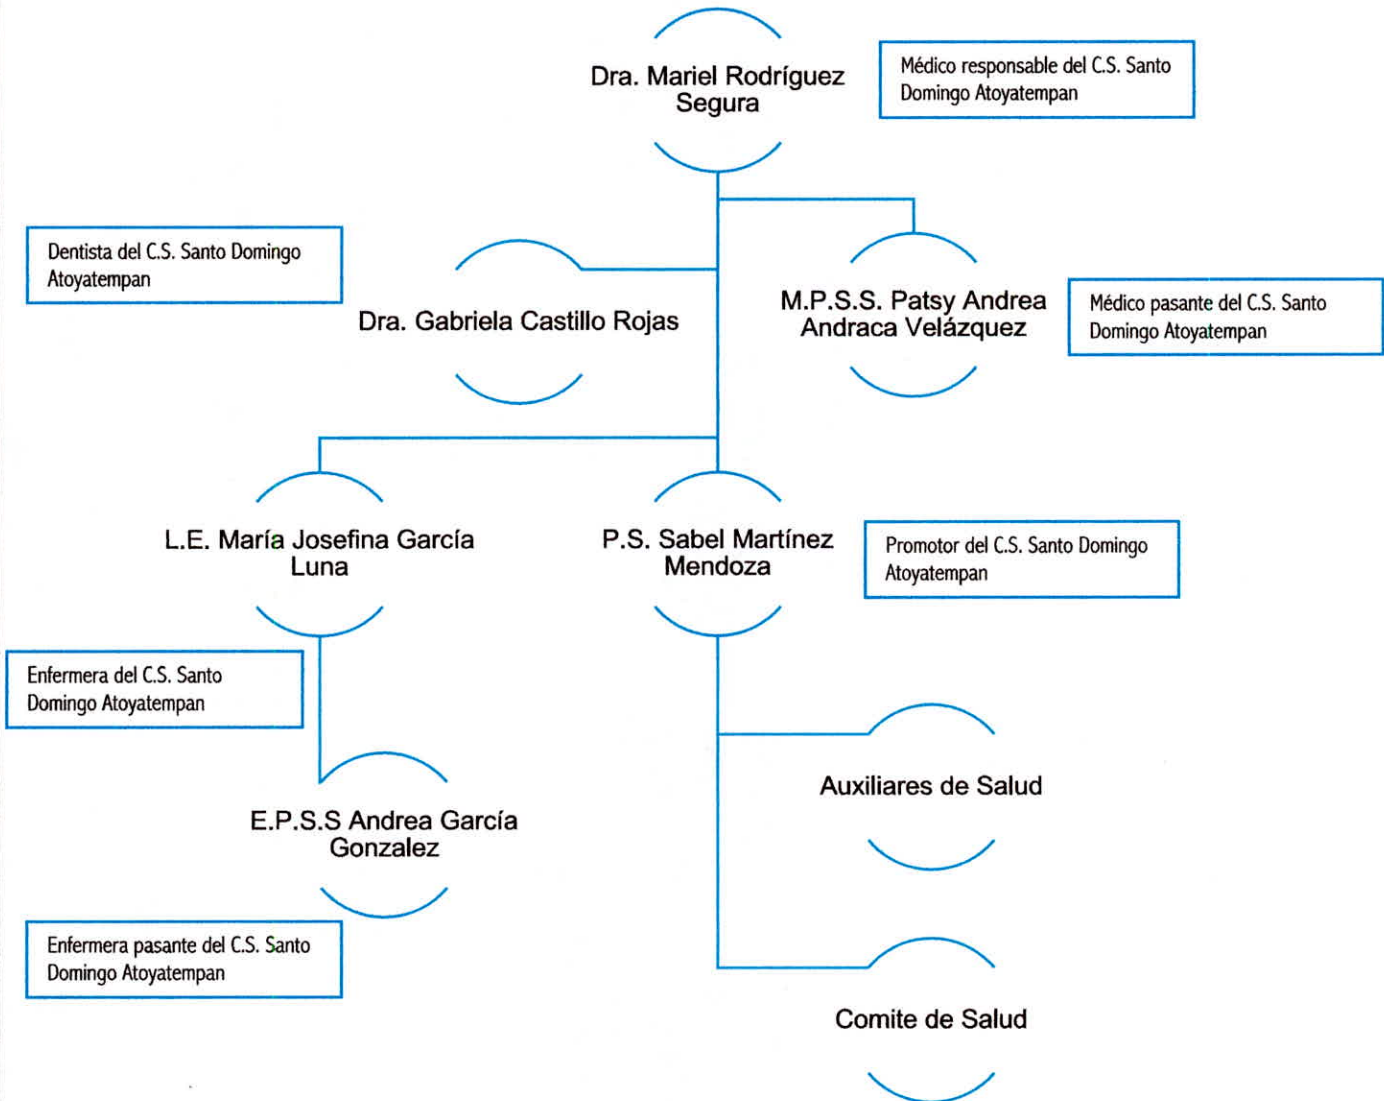 Dra. Mariel Rodríguez
Segura
Médico responsable del C.S. Santo
Domingo Atoyatempan
Dentista del C.S. Santo Domingo
Atoyatempan
Dra. Gabriela Castillo Rojas
M.P.S.S. Patsy Andrea
Andraca Velázquez
Médico pasante del C.S. Santo
Domingo Atoyatempan
L.E. María Josefina García
Luna
P.S. Sabel Martínez
Mendoza
Promotor del C.S. Santo Domingo
Atoyatempan
Enfermera del C.S. Santo
Domingo Atoyatempan
E.P.S.S Andrea García
Gonzalez
Auxiliares de Salud
Enfermera pasante del C.S. Santo
Domingo Atoyatempan
Comite de Salud